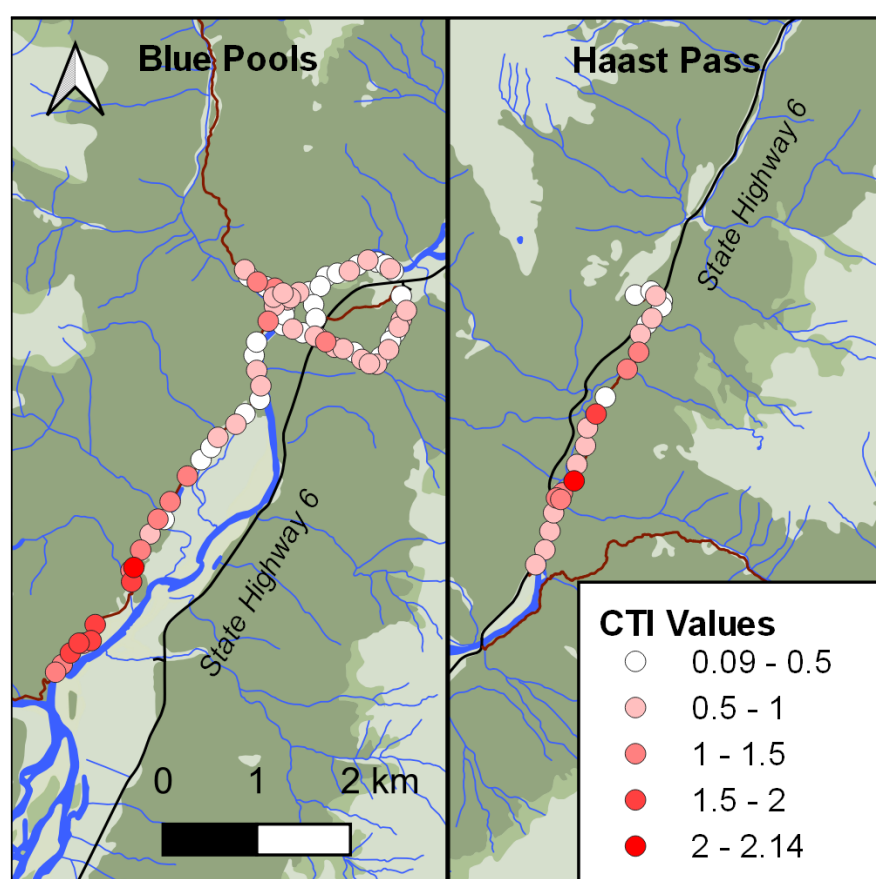 Blue Pools
Haast Pass
State Highway 6
State Highway 6
0 1 2 km
CTI Values
0.09 - 0.5
0.5 - 1
1 - 1.5
1.5 - 2
2 - 2.14